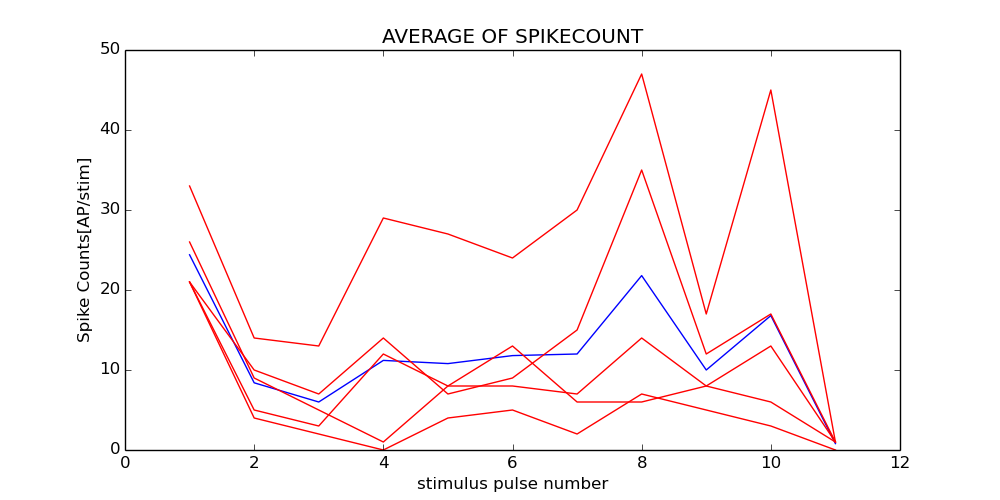 AVERAGE OF SPIKECOUNT
Spike Counts[AP/stim]
50
40
30
20
10
0
0 2 4 6 8 10 12
stimulus pulse number